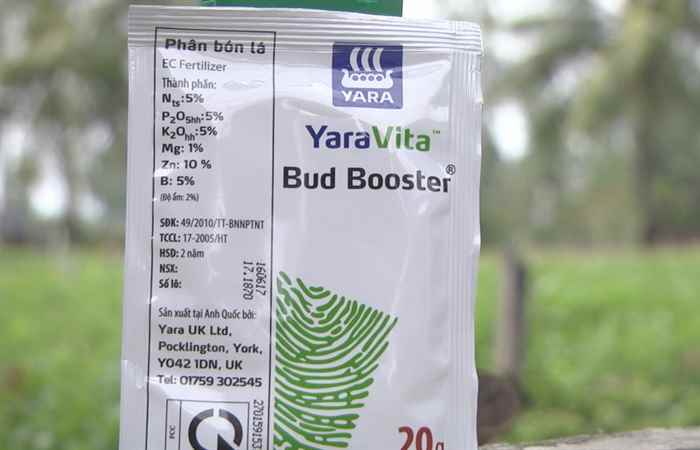 Phân bón lá
EC Fertilizer
Thành phần:
Nts:5%
P2O5hh:5%
K2Ohh:5%
Mg: 1%
Zn: 10 %
B: 5%
(Độ ẩm: 2%)
SĐK: 49/2010/TT-BNNPTNT
TCCL: 17-2005/HT
HSD: 2 năm
NSX:
Số lô:
160617
17.1870
Sản xuất tại Anh Quốc bởi:
Yara UK Ltd,
Pocklington, York,
YO42 1DN, UK
Tel: 01759 302545
PCC
YARA
YaraVita™
Bud Booster®
20g